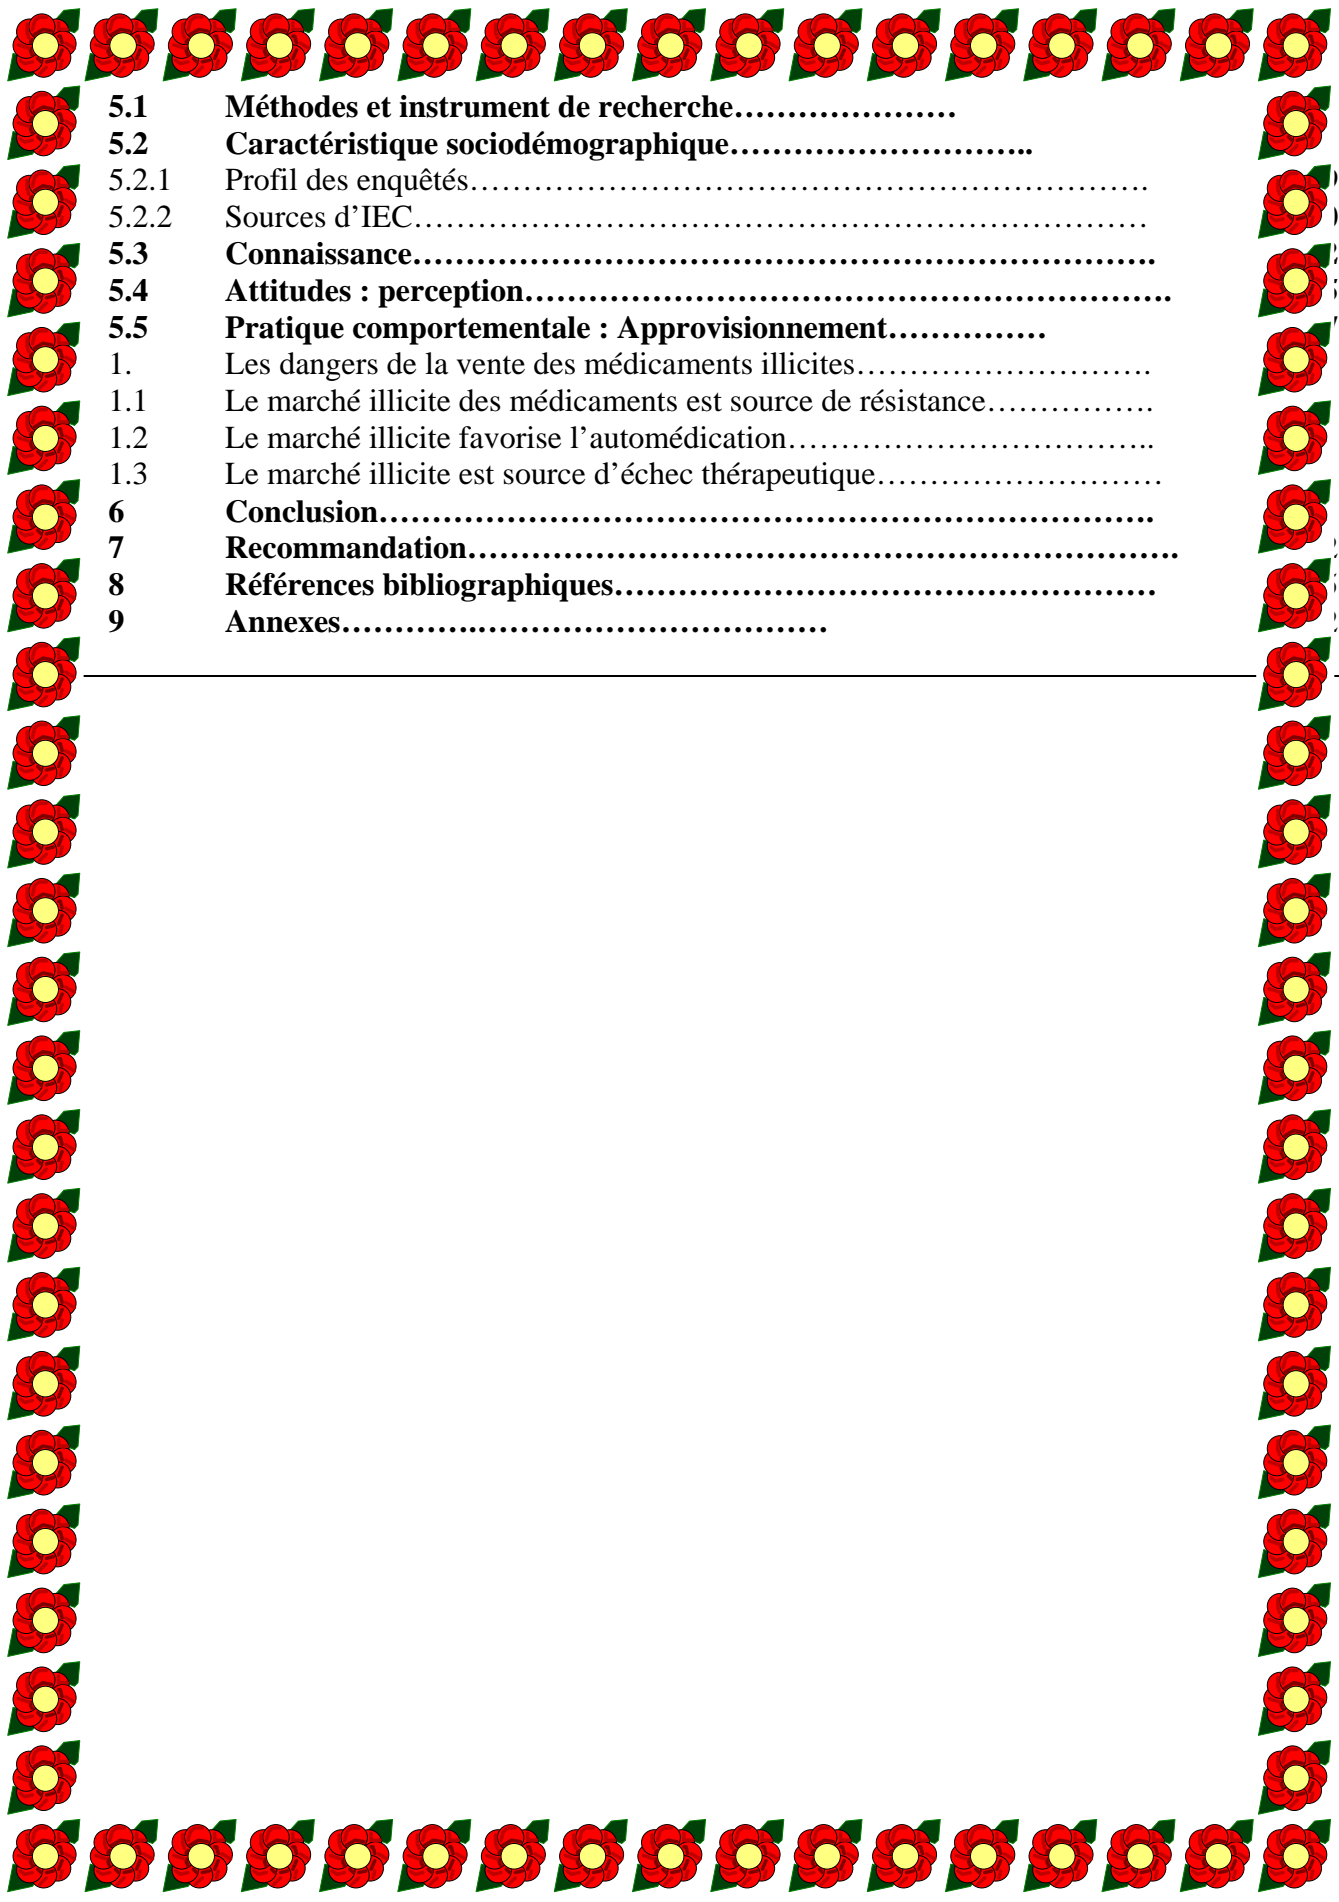 5.1 Méthodes et instrument de recherche…………………
5.2 Caractéristique sociodémographique………………………..
5.2.1 Profil des enquêtés…………………………………………………………….
5.2.2 Sources d’IEC…………………………………………………………………
5.3 Connaissance…………………………………………………………….
5.4 Attitudes : perception…………………………………………………….
5.5 Pratique comportementale : Approvisionnement……………
1. Les dangers de la vente des médicaments illicites……………………….
1.1 Le marché illicite des médicaments est source de résistance…………….
1.2 Le marché illicite favorise l’automédication……………………………..
1.3 Le marché illicite est source d’échec thérapeutique………………………
6 Conclusion……………………………………………………………….
7 Recommandation………………………………………………………….
8 Références bibliographiques……………………………………………
9 Annexes………….……………………………